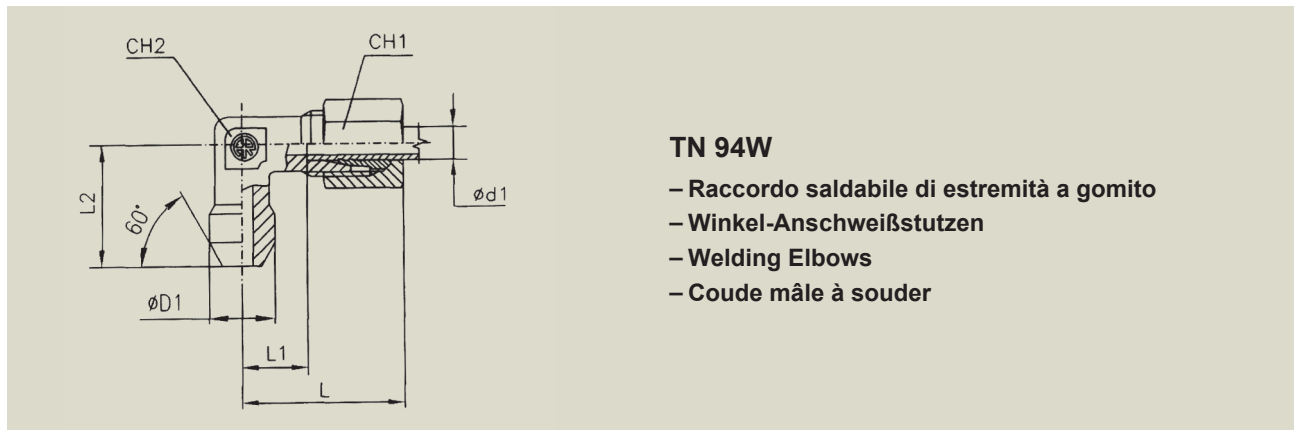 CH2
CH1
L2
60°
ød1
øD1
L1
L
TN 94W
– Raccordo saldabile di estremità a gomito
– Winkel-Anschweißstutzen
– Welding Elbows
– Coude mâle à souder